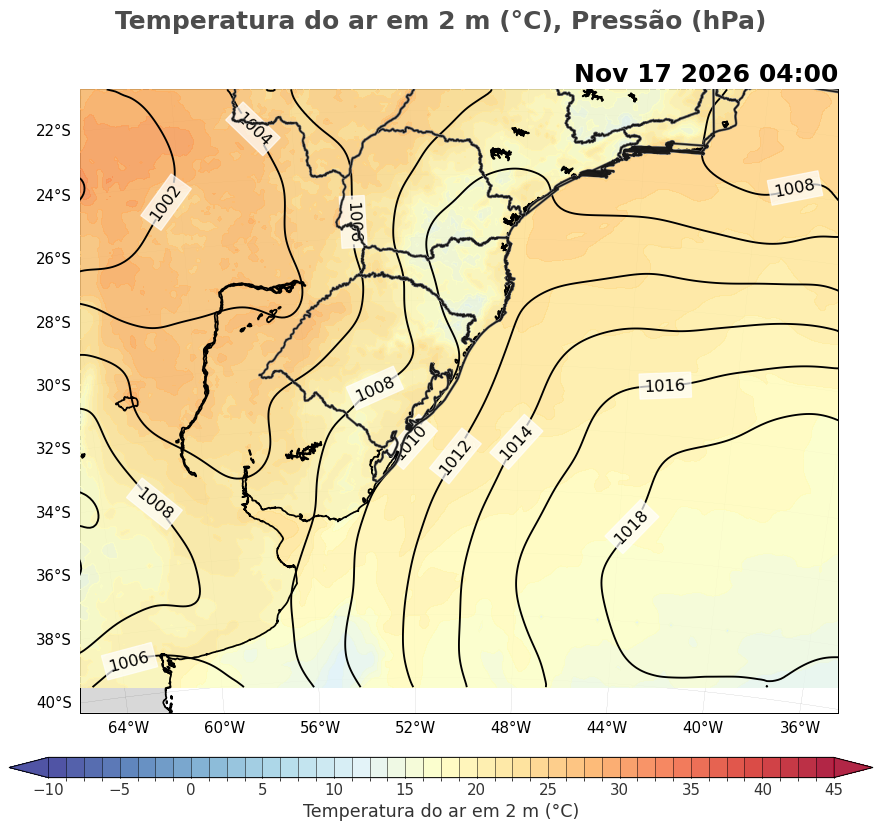 Temperatura do ar em 2 m (°C), Pressão (hPa)
Nov 17 2026 04:00
22°S
24°S
26°S
28°S
30°S
32°S
34°S
36°S
38°S
40°S
1004
1002
1006
1008
1008
1016
1010
1012
1014
1008
1018
1006
64°W 60°W 56°W 52°W 48°W 44°W 40°W 36°W
−10 −5 0 5 10 15 20 25 30 35 40 45
Temperatura do ar em 2 m (°C)